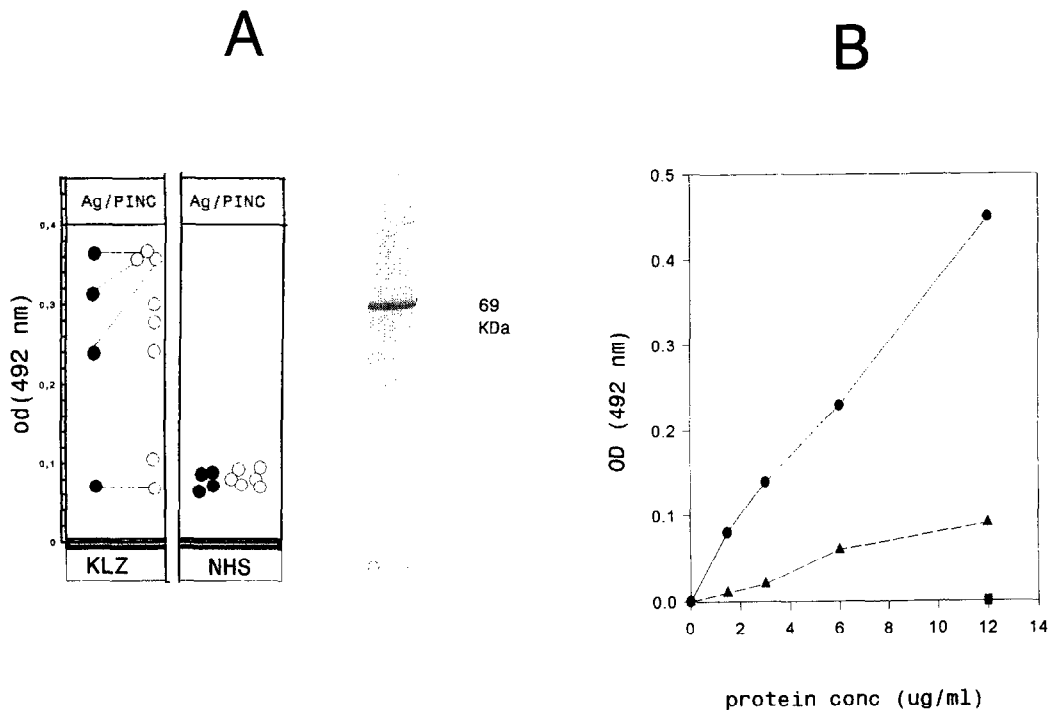 A
B
Ag/PINC
Ag/PINC
0,4
0,3
0,2
0,1
0
od(492 nm)
KLZ
NHS
69
KDa
0.5
0.4
0.3
0.2
0.1
0.0
OD (492 nm)
0
2
4
6
8
10
12
14
protein conc (ug/ml)